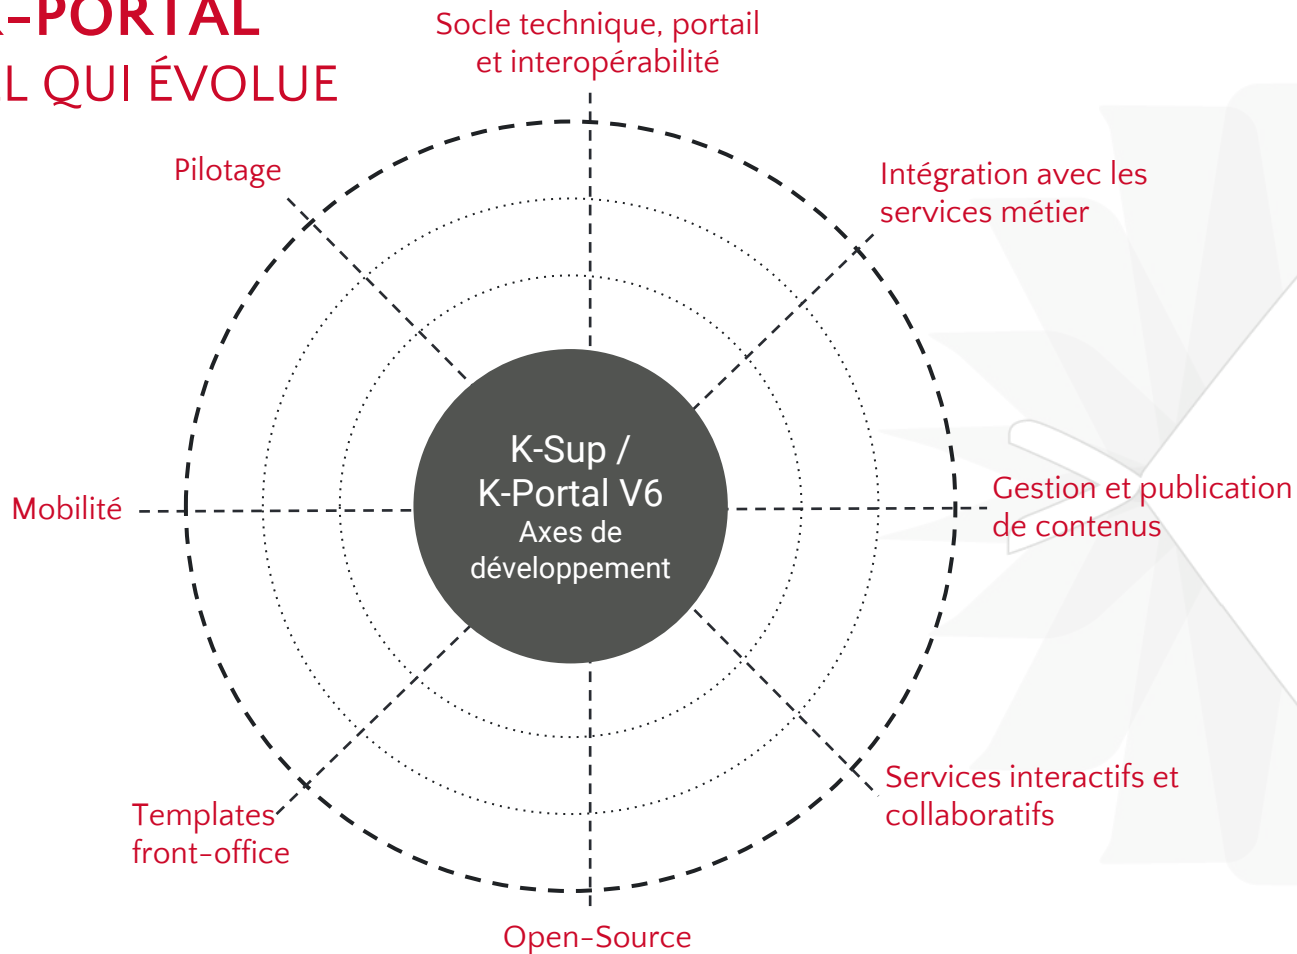 -PORTAL
L QUI ÉVOLUE
Socle technique, portail
et interopérabilité
Pilotage
Intégration avec les
services métier
K-Sup /
K-Portal V6
Axes de
développement
Mobilité
Gestion et publication
de contenus
Templates
front-office
Services interactifs et
collaboratifs
Open-Source